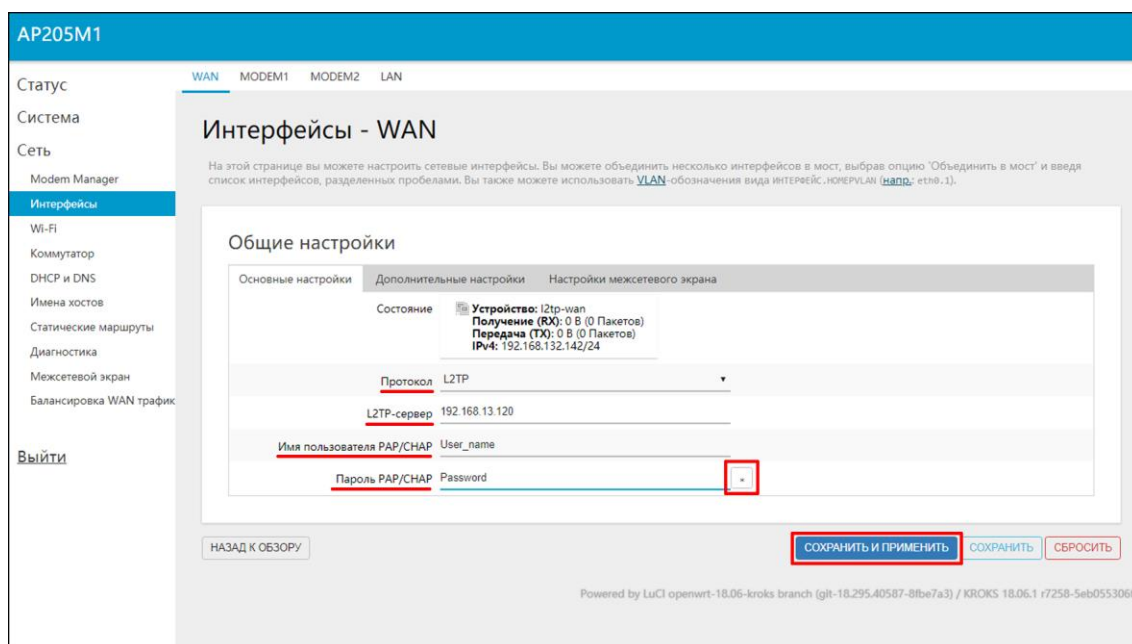 AP205M1
WAN MODEM1 MODEM2 LAN
Статус
Система
Сеть
Modem Manager
Интерфейсы
Wi-Fi
Коммутатор
DHCP и DNS
Имена хостов
Статические маршруты
Диагностика
Межсетевой экран
Балансировка WAN трафик
Выйти
Интерфейсы - WAN
На этой странице вы можете настроить сетевые интерфейсы. Вы можете объединить несколько интерфейсов в мост, выбрав опцию 'Объединить в мост' и введя
список интерфейсов, разделенных пробелами. Вы также можете использовать VLAN-обозначения вида ИНТЕРФЕЙС.НОМЕРVLAN (напр.: eth0.1).
Общие настройки
Основные настройки Дополнительные настройки Настройки межсетевого экрана
Состояние
Устройство: l2tp-wan
Получение (RX): 0 B (0 Пакетов)
Передача (TX): 0 B (0 Пакетов)
IPv4: 192.168.132.142/24
Протокол L2TP
L2TP-сервер 192.168.13.120
Имя пользователя PAP/CHAP User_name
Пароль PAP/CHAP Password *
НАЗАД К ОБЗОРУ СОХРАНИТЬ И ПРИМЕНИТЬ СОХРАНИТЬ СБРОСИТЬ
Powered by LuCI openwrt-18.06-kroks branch (git-18.295.40587-8fbe7a3) / KROKS 18.06.1 r7258-5eb055306